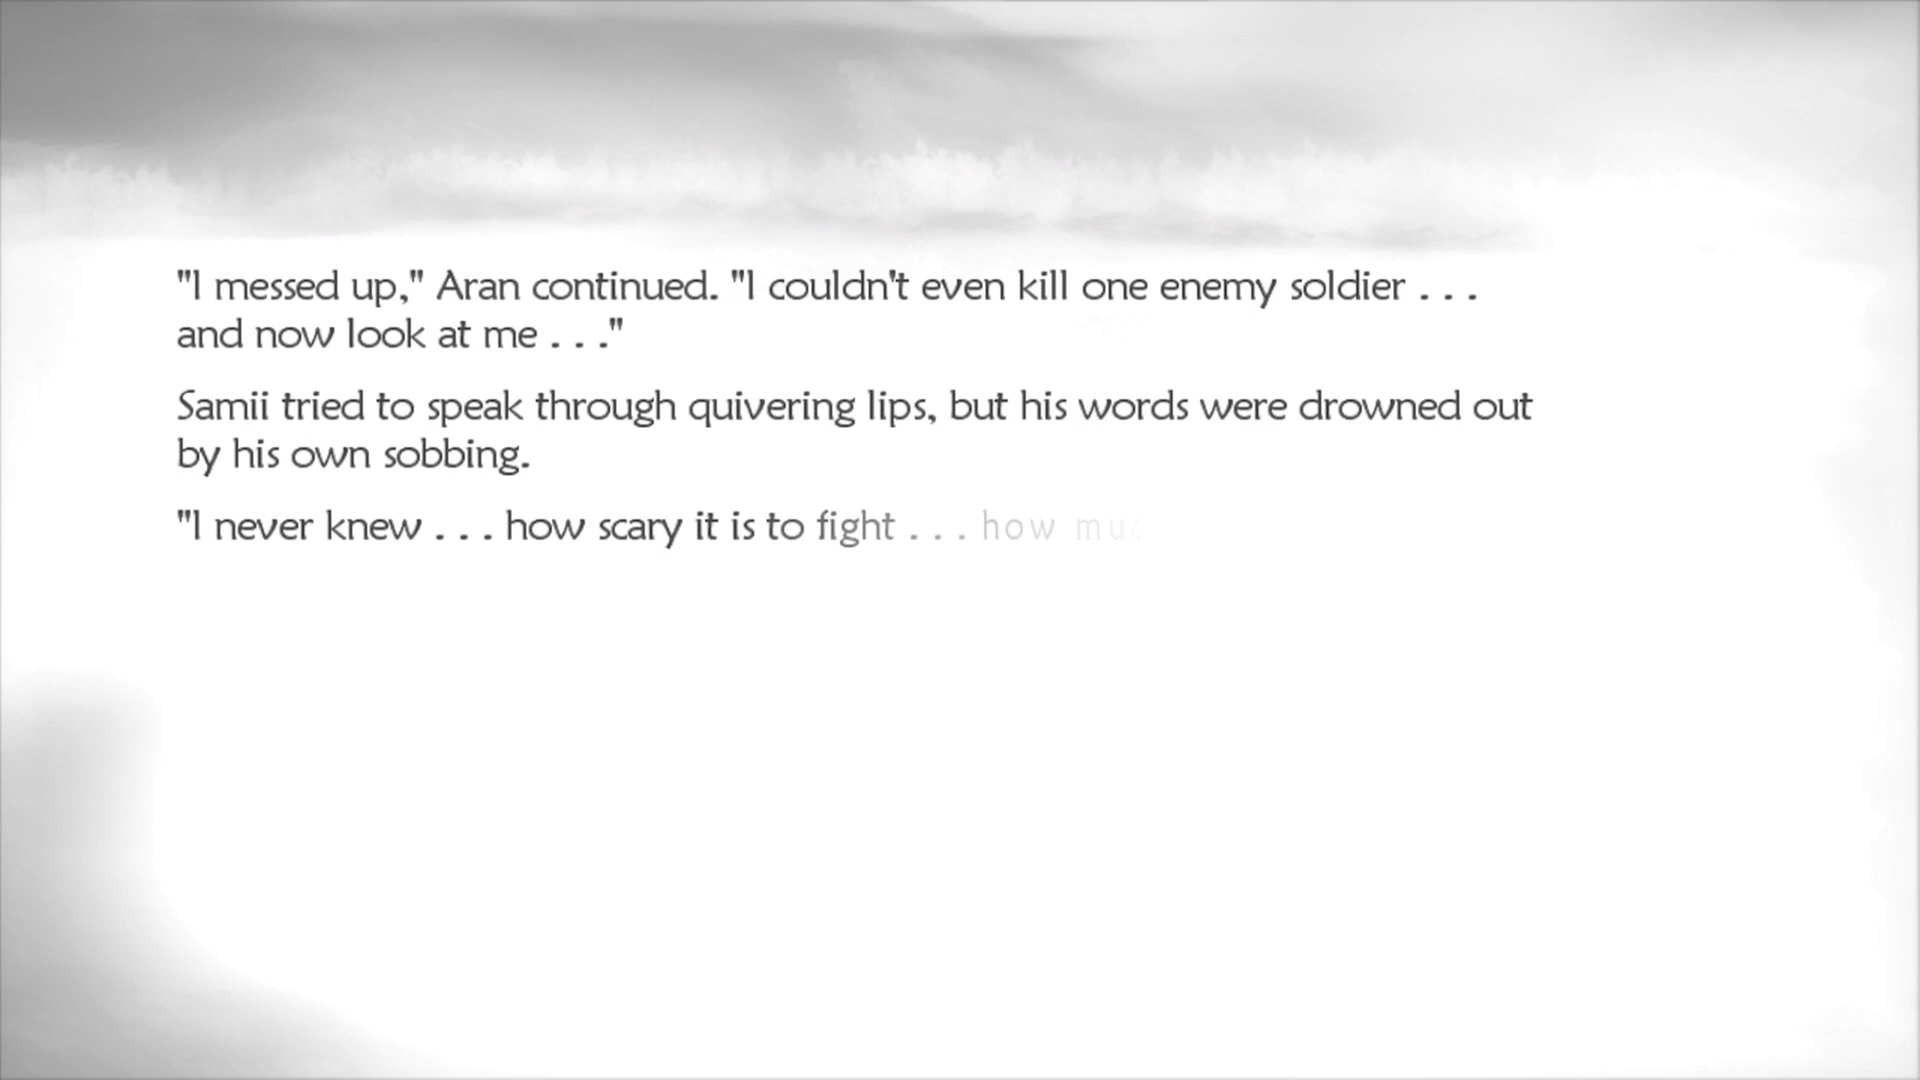 "I messed up," Aran continued. "I couldn't even kill one enemy soldier . . .
and now look at me . . ."
Samii tried to speak through quivering lips, but his words were drowned out
by his own sobbing.
"I never knew . . . how scary it is to fight . . . how